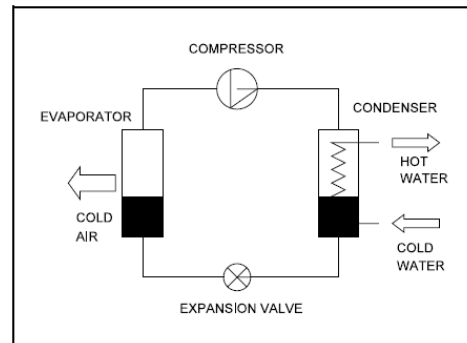 COMPRESSOR
EVAPORATOR
CONDENSER
HOT
WATER
COLD
AIR
COLD
WATER
EXPANSION VALVE